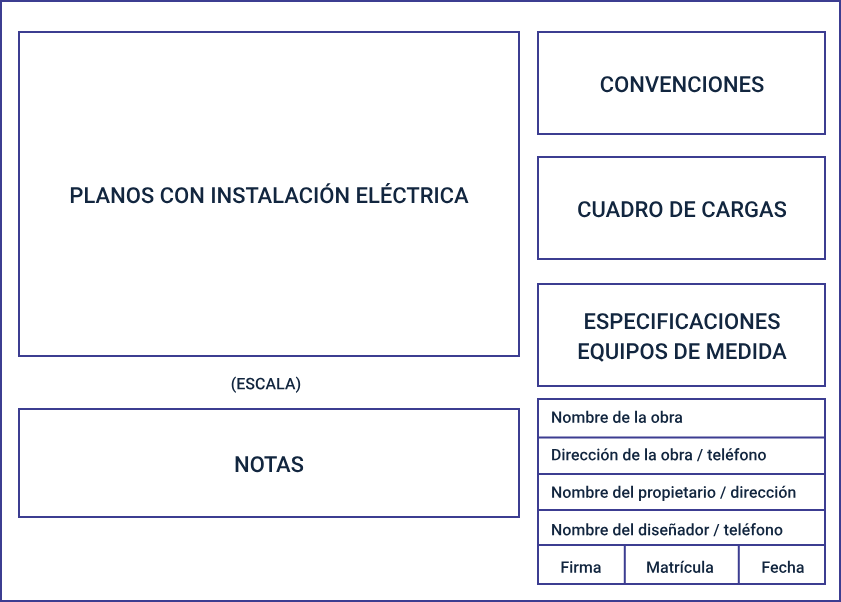 PLANOS CON INSTALACIÓN ELÉCTRICA
(ESCALA)
NOTAS
CONVENCIONES
CUADRO DE CARGAS
ESPECIFICACIONES
EQUIPOS DE MEDIDA
Nombre de la obra
Dirección de la obra / teléfono
Nombre del propietario / dirección
Nombre del diseñador / teléfono
Firma Matrícula Fecha